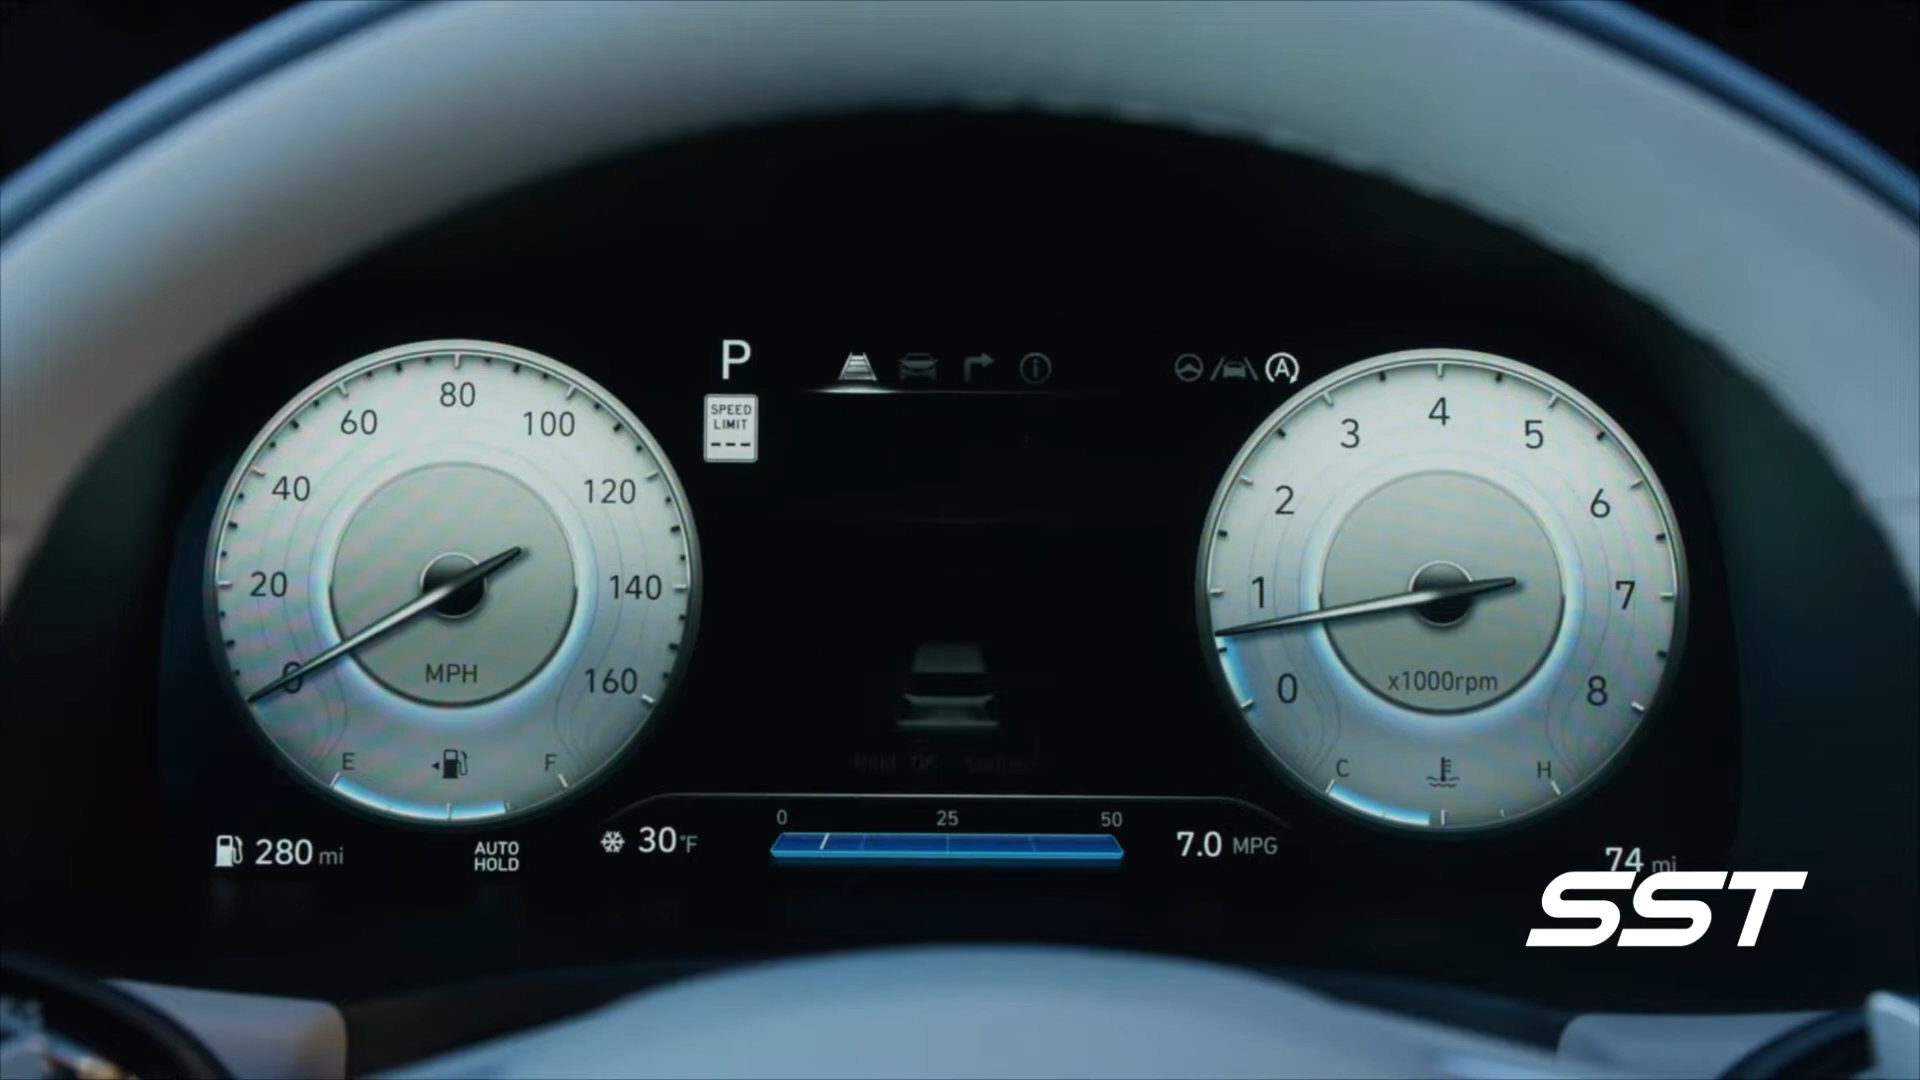 P
SPEED
LIMIT
---
0
20
40
60
80
100
120
140
160
MPH
E
F
0
1
2
3
4
5
6
7
8
x1000rpm
C
H
A
280 mi
AUTO
HOLD
30°F
0 25 50
7.0 MPG
74 mi
SST